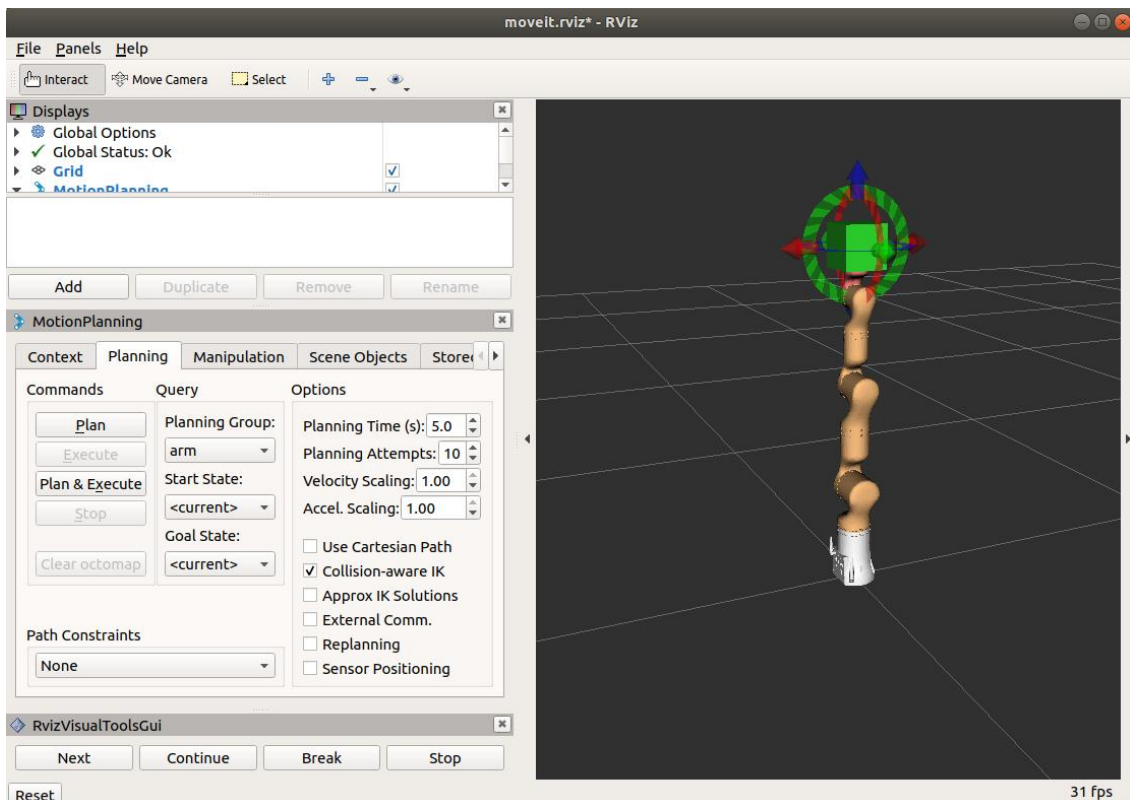 moveit.rviz* - RViz
File Panels Help
Interact Move Camera Select
Displays
Global Options
Global Status: Ok
Grid
MotionPlanning
Add Duplicate Remove Rename
MotionPlanning
Context Planning Manipulation Scene Objects Stored
Commands Query Options
Plan
Execute
Plan & Execute
Stop
Clear octomap
Planning Group:
arm
Start State:
<current>
Goal State:
<current>
Planning Time (s): 5.0
Planning Attempts: 10
Velocity Scaling: 1.00
Accel. Scaling: 1.00
Use Cartesian Path
Collision-aware IK
Approx IK Solutions
External Comm.
Replanning
Sensor Positioning
Path Constraints
None
RvizVisualToolsGui
Next Continue Break Stop
Reset
31 fps